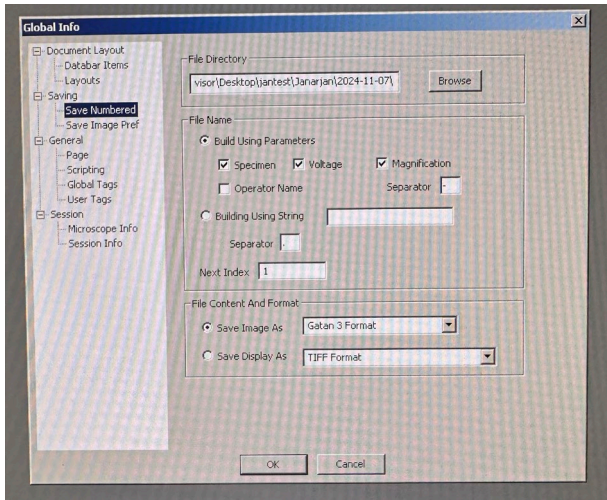 Global Info
Document Layout
Databar Items
Layouts
Saving
Save Numbered
Save Image Pref
General
Page
Scripting
Global Tags
User Tags
Session
Microscope Info
Session Info
File Directory
visor\Desktop\jantest\Janarjan\2024-11-07\
Browse
File Name
Build Using Parameters
Specimen Voltage Magnification
Operator Name Separator -
Building Using String
Separator .
Next Index 1
File Content And Format
Save Image As Gatan 3 Format
Save Display As TIFF Format
OK Cancel